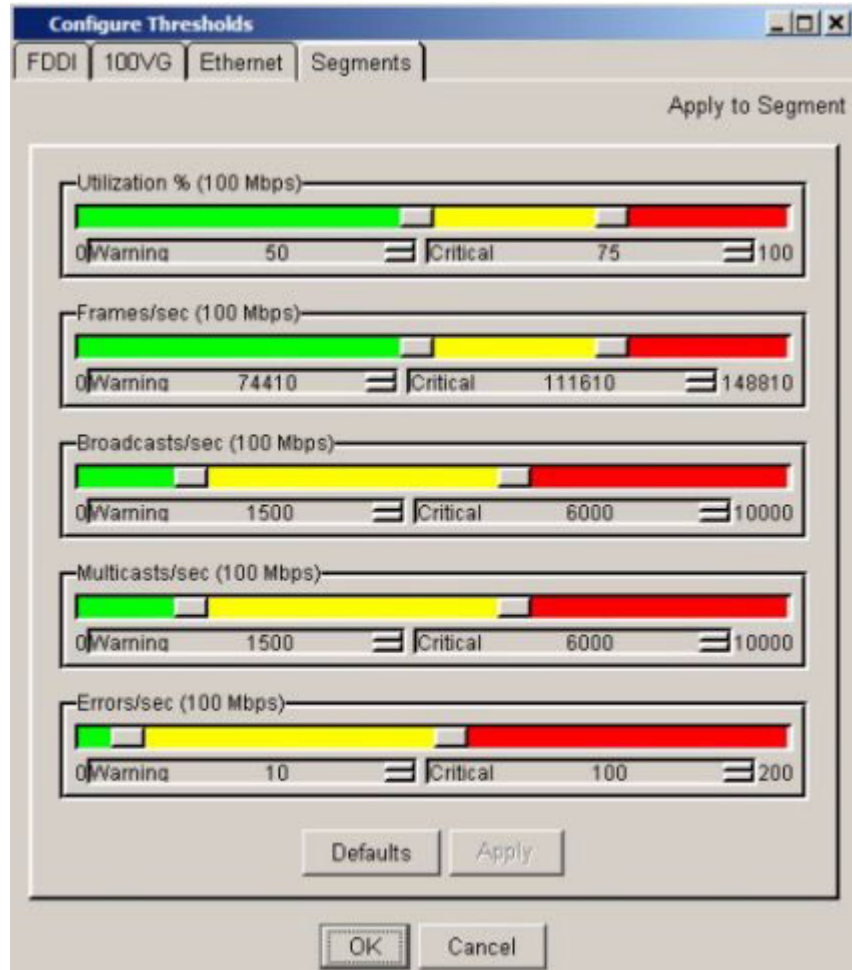 Configure Thresholds
FDDI 100VG Ethernet Segments
Apply to Segment
Utilization % (100 Mbps)
0 Warning 50 Critical 75 100
Frames/sec (100 Mbps)
0 Warning 74410 Critical 111610 148810
Broadcasts/sec (100 Mbps)
0 Warning 1500 Critical 6000 10000
Multicasts/sec (100 Mbps)
0 Warning 1500 Critical 6000 10000
Errors/sec (100 Mbps)
0 Warning 10 Critical 100 200
Defaults Apply
OK Cancel